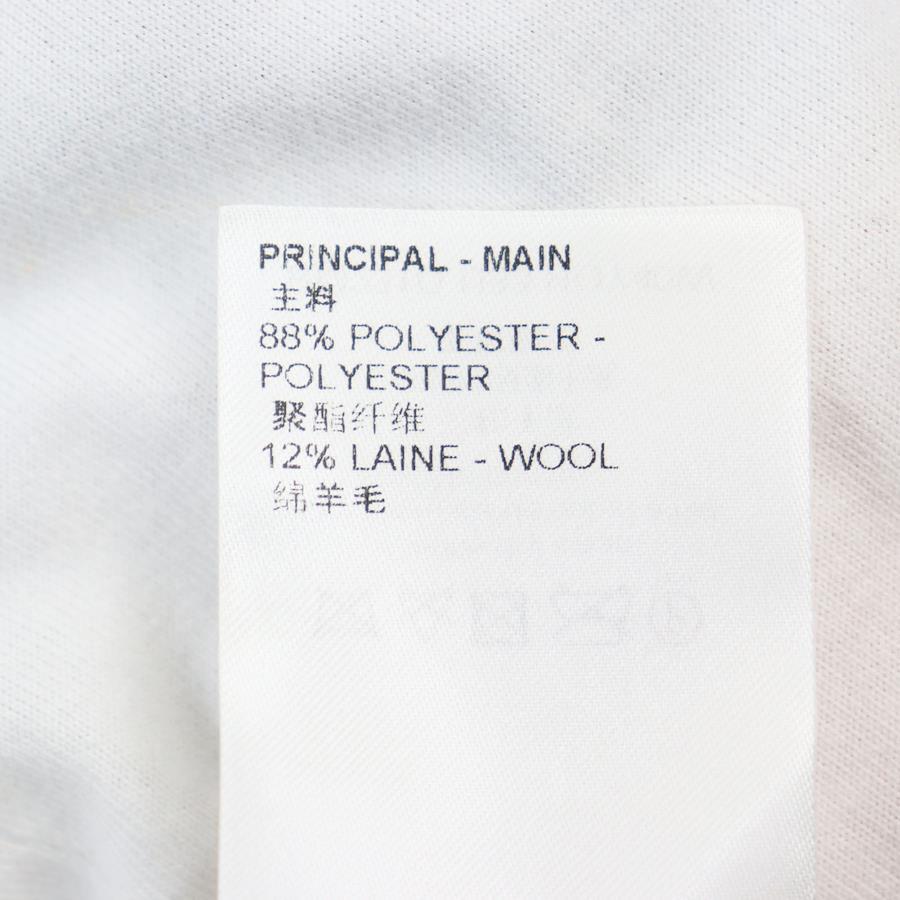 PRINCIPAL - MAIN
主料
88% POLYESTER -
POLYESTER
聚酯纤维
12% LAINE - WOOL
绵羊毛